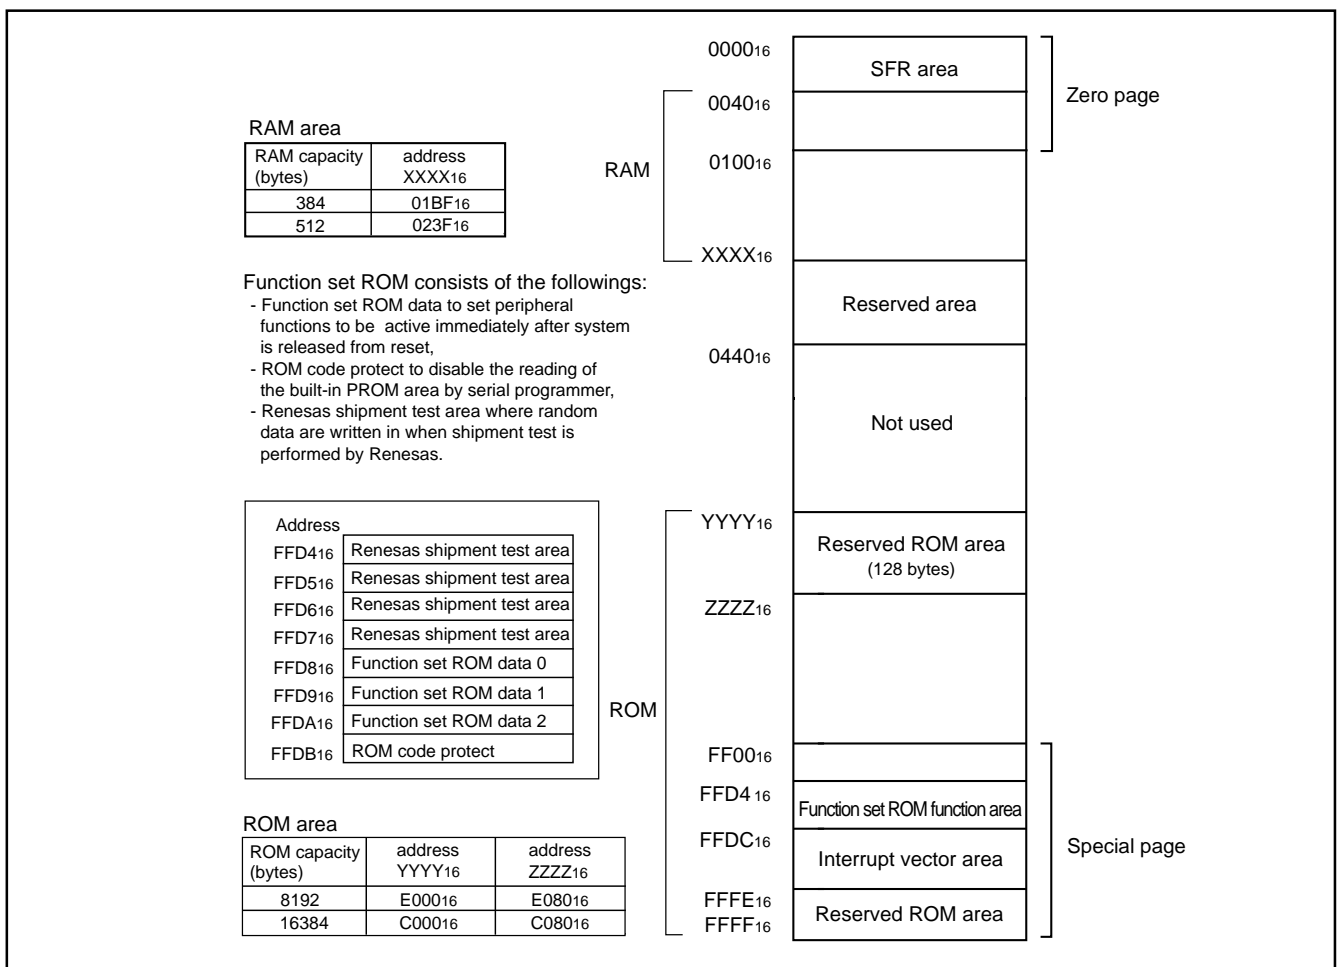 RAM area
RAM capacity (bytes) address XXXX16
384 01BF16
512 023F16
Function set ROM consists of the followings:
- Function set ROM data to set peripheral
functions to be active immediately after system
is released from reset,
- ROM code protect to disable the reading of
the built-in PROM area by serial programmer,
- Renesas shipment test area where random
data are written in when shipment test is
performed by Renesas.
Address
FFD416 Renesas shipment test area
FFD516 Renesas shipment test area
FFD616 Renesas shipment test area
FFD716 Renesas shipment test area
FFD816 Function set ROM data 0
FFD916 Function set ROM data 1
FFDA16 Function set ROM data 2
FFDB16 ROM code protect
ROM area
ROM capacity (bytes) address YYYY16 address ZZZZ16
8192 E00016 E08016
16384 C00016 C08016
000016
SFR area
Zero page
004016
RAM
010016
XXXX16
Reserved area
044016
Not used
YYYY16
Reserved ROM area
(128 bytes)
ZZZZ16
ROM
FF0016
FFD416
Function set ROM function area
FFDC16
Interrupt vector area
Special page
FFFE16
Reserved ROM area
FFFF16